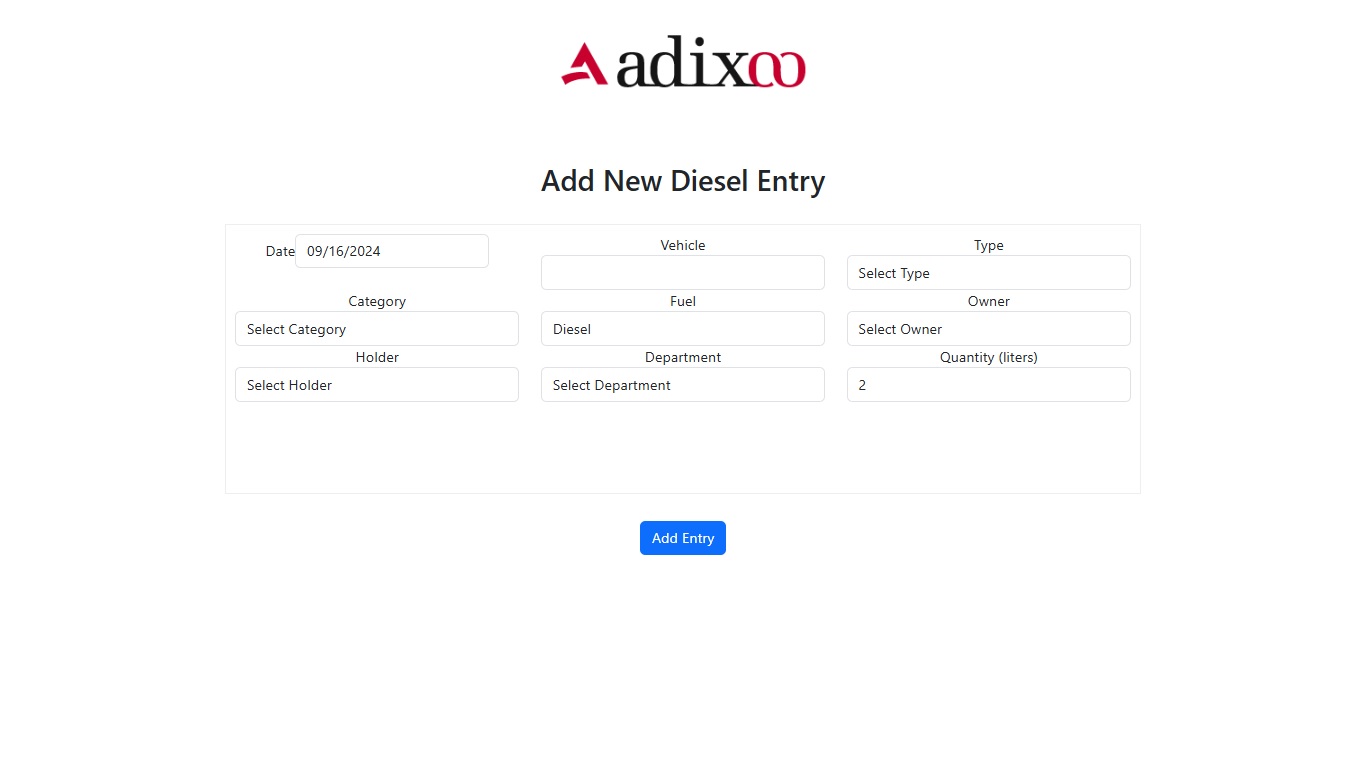 adixoo
Add New Diesel Entry
Date 09/16/2024
Vehicle
Type
Select Type
Category
Select Category
Fuel
Diesel
Owner
Select Owner
Holder
Select Holder
Department
Select Department
Quantity (liters)
2
Add Entry